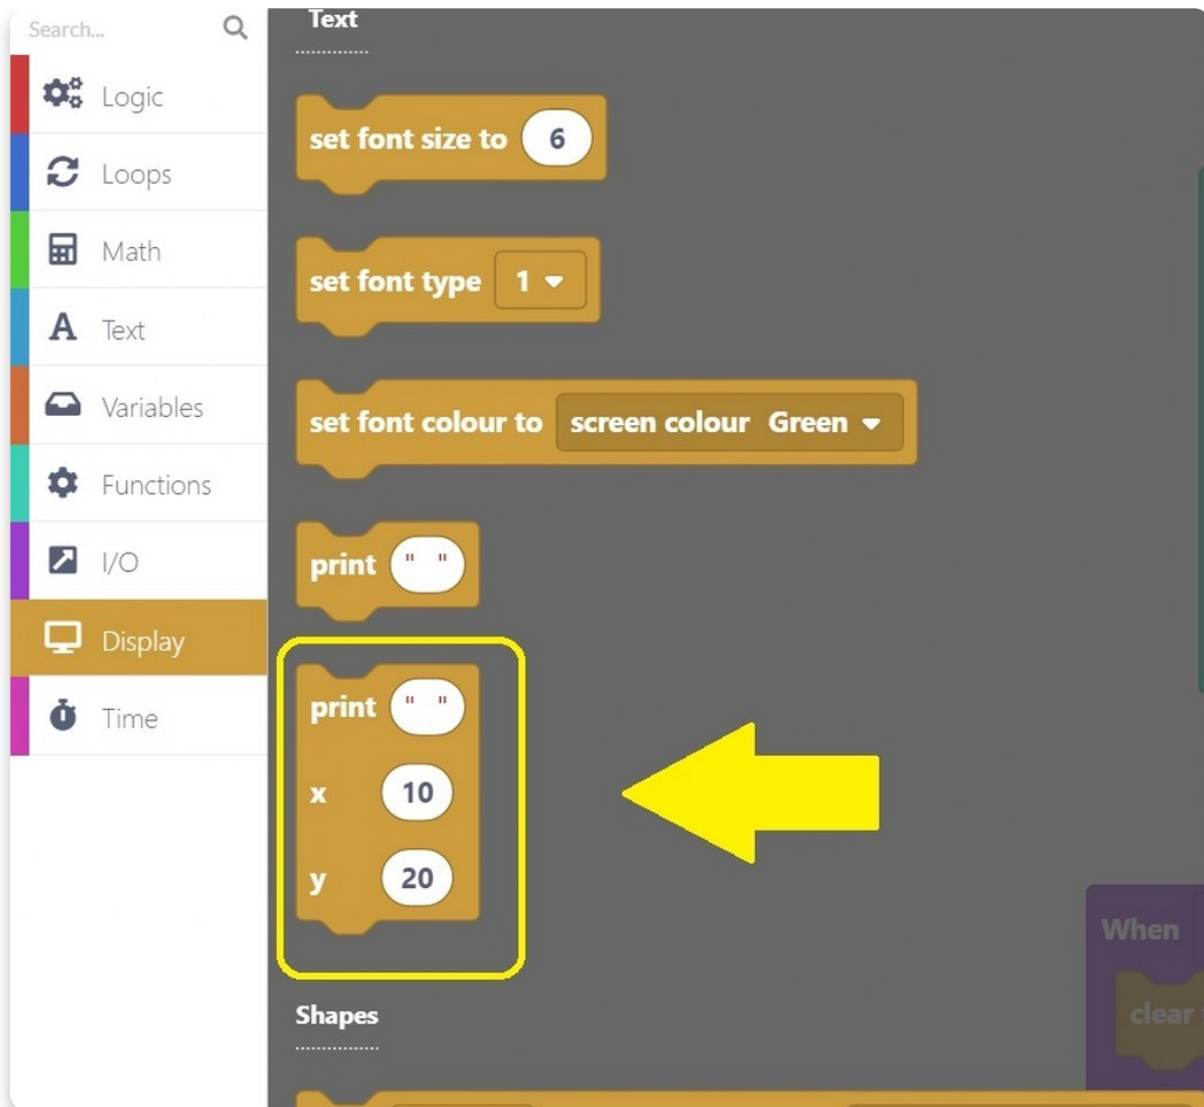 Search...
Logic
Loops
Math
Text
Variables
Functions
I/O
Display
Time
Text
set font size to 6
set font type 1
set font colour to screen colour Green
print " "
print " "
x 10
y 20
Shapes
When
clear